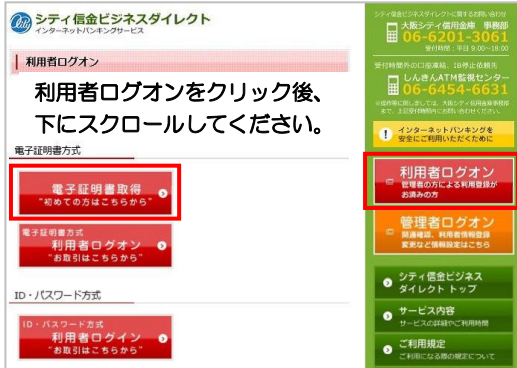 City
シティ信金ビジネスダイレクト
インターネットバンキングサービス
利用者ログオン
利用者ログオンをクリック後、
下にスクロールしてください。
電子証明書方式
電子証明書取得
"初めての方はこちらから"
電子証明書方式
利用者ログオン
"お取引はこちらから"
ID・パスワード方式
ID・パスワード方式
利用者ログイン
"お取引はこちらから"
シティ信金ビジネスダイレクトに関するお問い合わせ
大阪シティ信用金庫 事務部
06-6201-3061
受付時間：平日 9:00~18:00
受付時間外の口座凍結、IB停止依頼先
しんきんATM監視センター
06-6454-6631
インターネットバンキングを
安全にご利用いただくために
利用者ログオン
管理者の方による利用登録が
お済みの方
管理者ログオン
関連確認、利用者情報登録
変更など情報設定はこちら
シティ信金ビジネス
ダイレクト トップ
サービス内容
サービスの詳細やご利用時間
ご利用規定
ご利用になる際の規定について